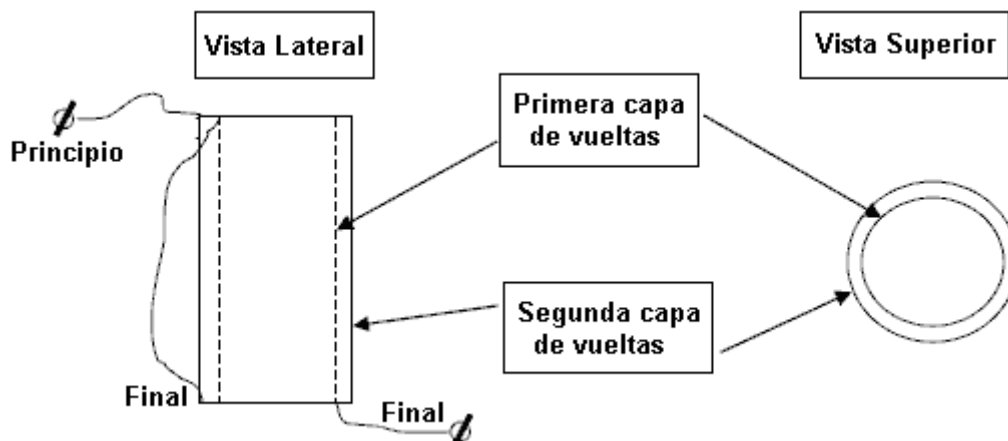 Vista Lateral
Vista Superior
Primera capa
de vueltas
Principio
Segunda capa
de vueltas
Final
Final